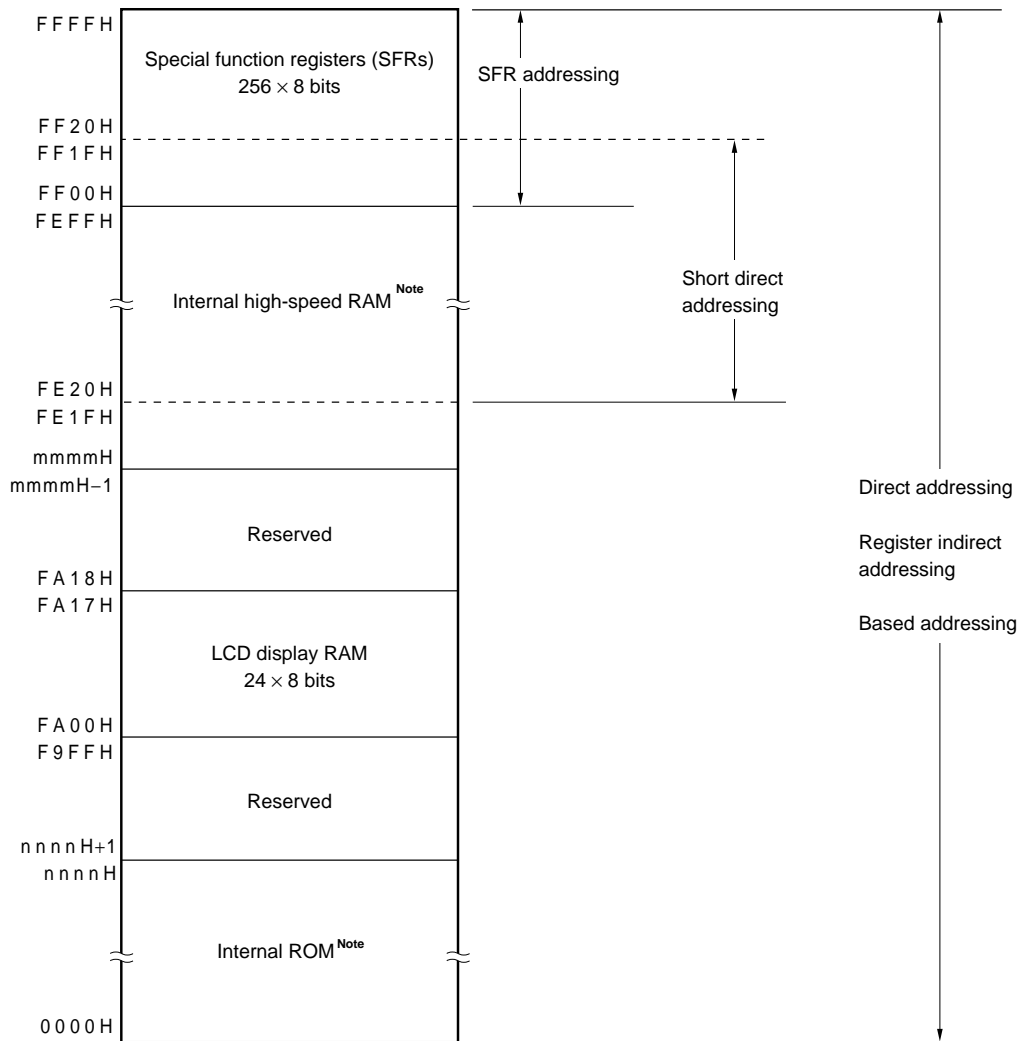 FFFFH
Special function registers (SFRs)
256 × 8 bits
SFR addressing
FF20H
FF1FH
FF00H
FEFFH
Internal high-speed RAM Note
Short direct
addressing
FE20H
FE1FH
mmmmH
mmmmH−1
Reserved
Direct addressing
Register indirect
addressing
Based addressing
FA18H
FA17H
LCD display RAM
24 × 8 bits
FA00H
F9FFH
Reserved
nnnnH+1
nnnnH
Internal ROM Note
0000H